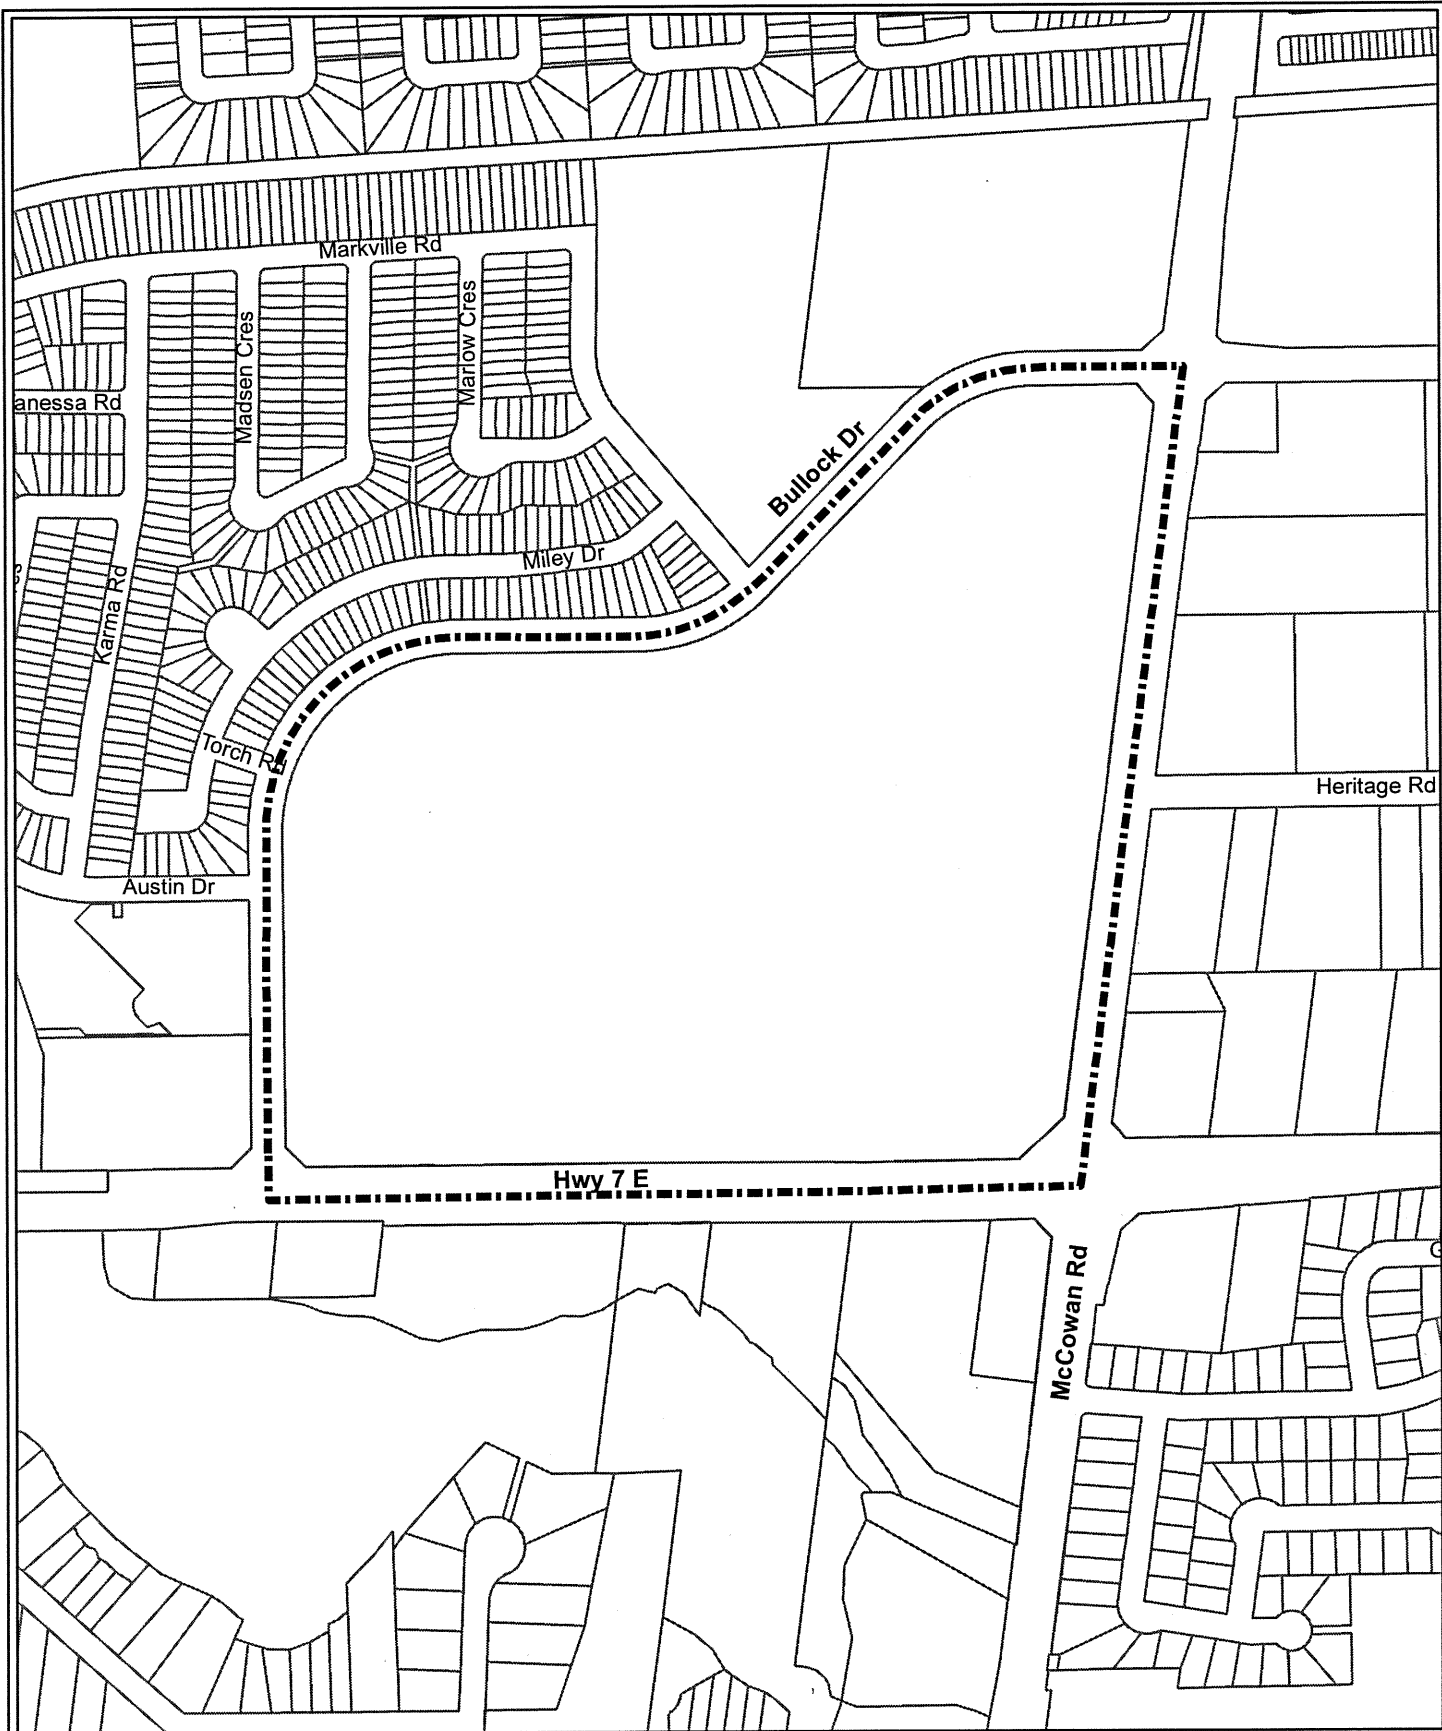 Markville Rd
Madsen Cres
Marlow Cres
anessa Rd
Bullock Dr
Miley Dr
Karma Rd
Torch Rd
Heritage Rd
Austin Dr
Hwy 7 E
McCowan Rd
G